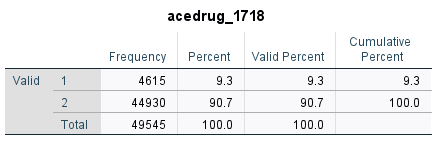 acedrug_1718
Frequency Percent Valid Percent Cumulative Percent
Valid 1 4615 9.3 9.3 9.3
2 44930 90.7 90.7 100.0
Total 49545 100.0 100.0